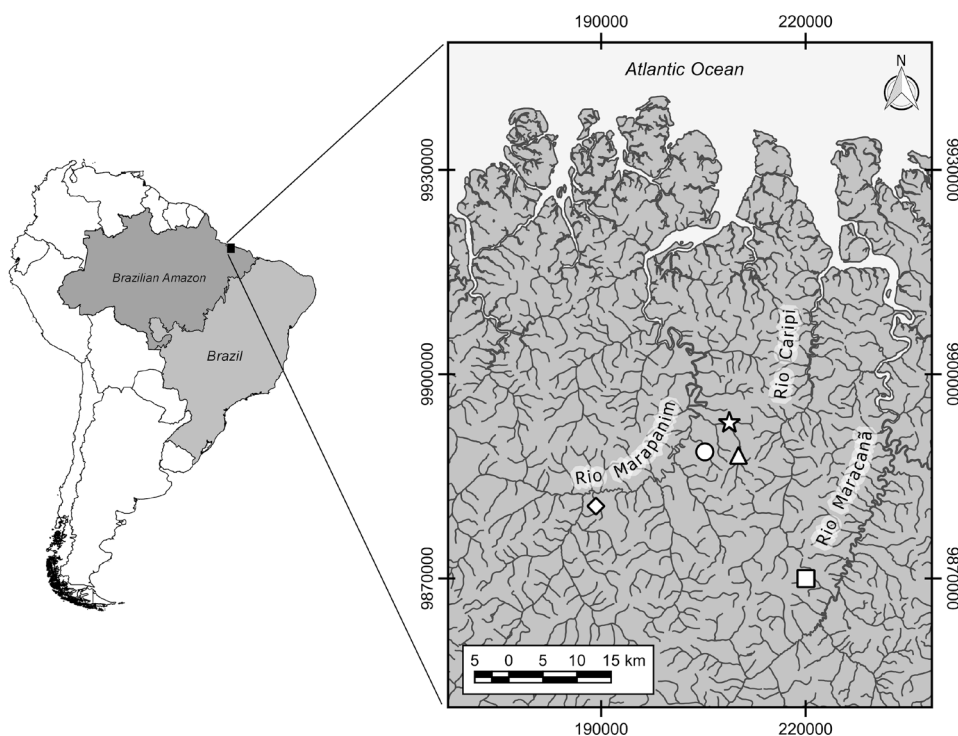 190000
220000
Atlantic Ocean
N
9930000
9930000
Brazilian Amazon
Brazil
Rio Caripi
9900000
9900000
Rio Marapanim
Rio Maracanã
9870000
9870000
5 0 5 10 15 km
190000
220000